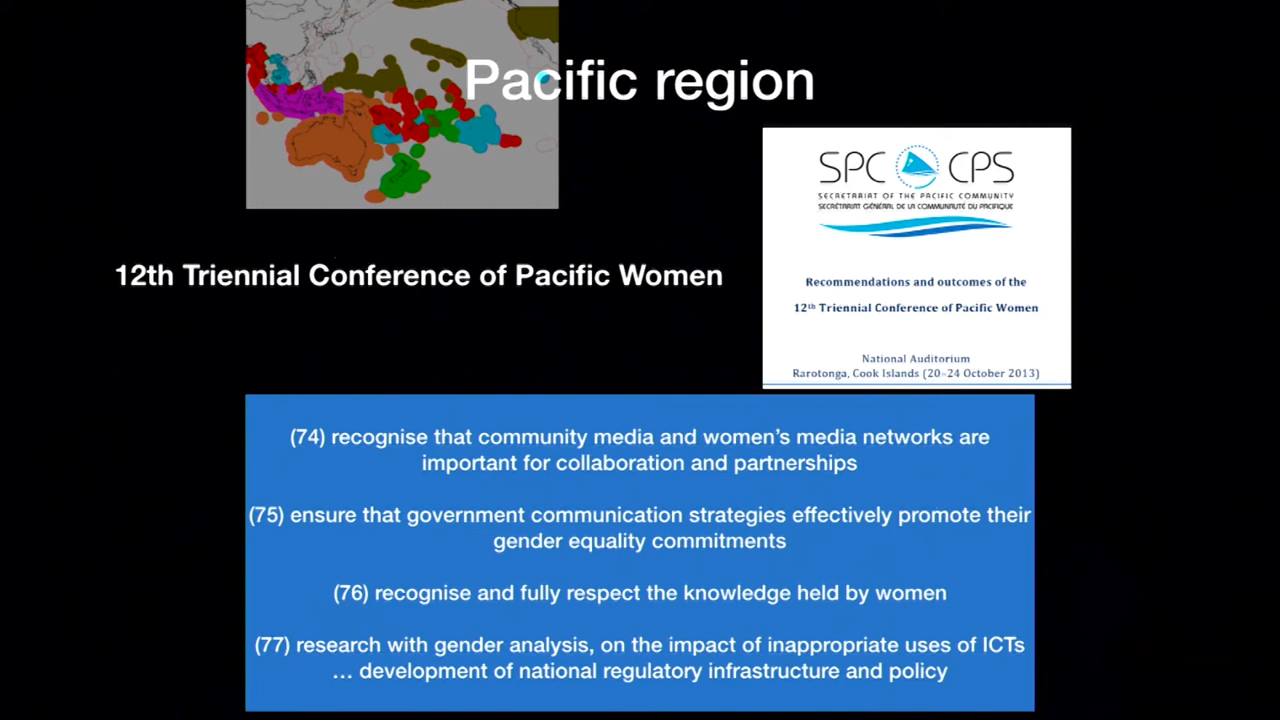 Pacific region
12th Triennial Conference of Pacific Women
SPC CPS
SECRETARIAT OF THE PACIFIC COMMUNITY
SECRÉTARIAT GÉNÉRAL DE LA COMMUNAUTÉ DU PACIFIQUE
Recommendations and outcomes of the
12th Triennial Conference of Pacific Women
National Auditorium
Rarotonga, Cook Islands (20–24 October 2013)
(74) recognise that community media and women’s media networks are
important for collaboration and partnerships
(75) ensure that government communication strategies effectively promote their
gender equality commitments
(76) recognise and fully respect the knowledge held by women
(77) research with gender analysis, on the impact of inappropriate uses of ICTs
... development of national regulatory infrastructure and policy